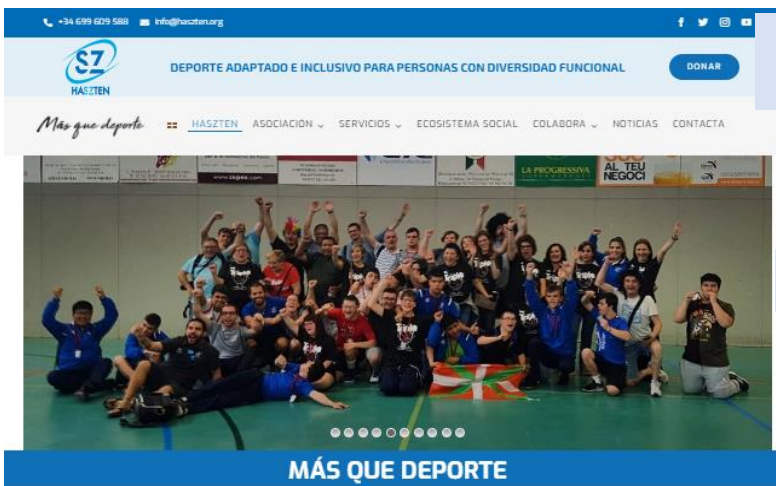 +34 699 609 588 info@haszten.org
SZ
HASZTEN
DEPORTE ADAPTADO E INCLUSIVO PARA PERSONAS CON DIVERSIDAD FUNCIONAL
DONAR
Más que deporte
HASZTEN ASOCIACIÓN SERVICIOS ECOSISTEMA SOCIAL COLABORA NOTICIAS CONTACTA
LA PROGRESSIVA
AL TEU
NEGOCI
MÁS QUE DEPORTE